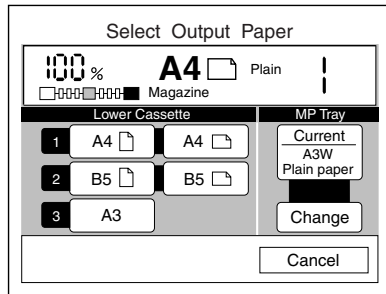 Select Output Paper
100 % A4 Plain 1
Magazine
Lower Cassette MP Tray
1 A4 A4 Current
A3W
2 B5 B5 Plain paper
3 A3 Change
Cancel